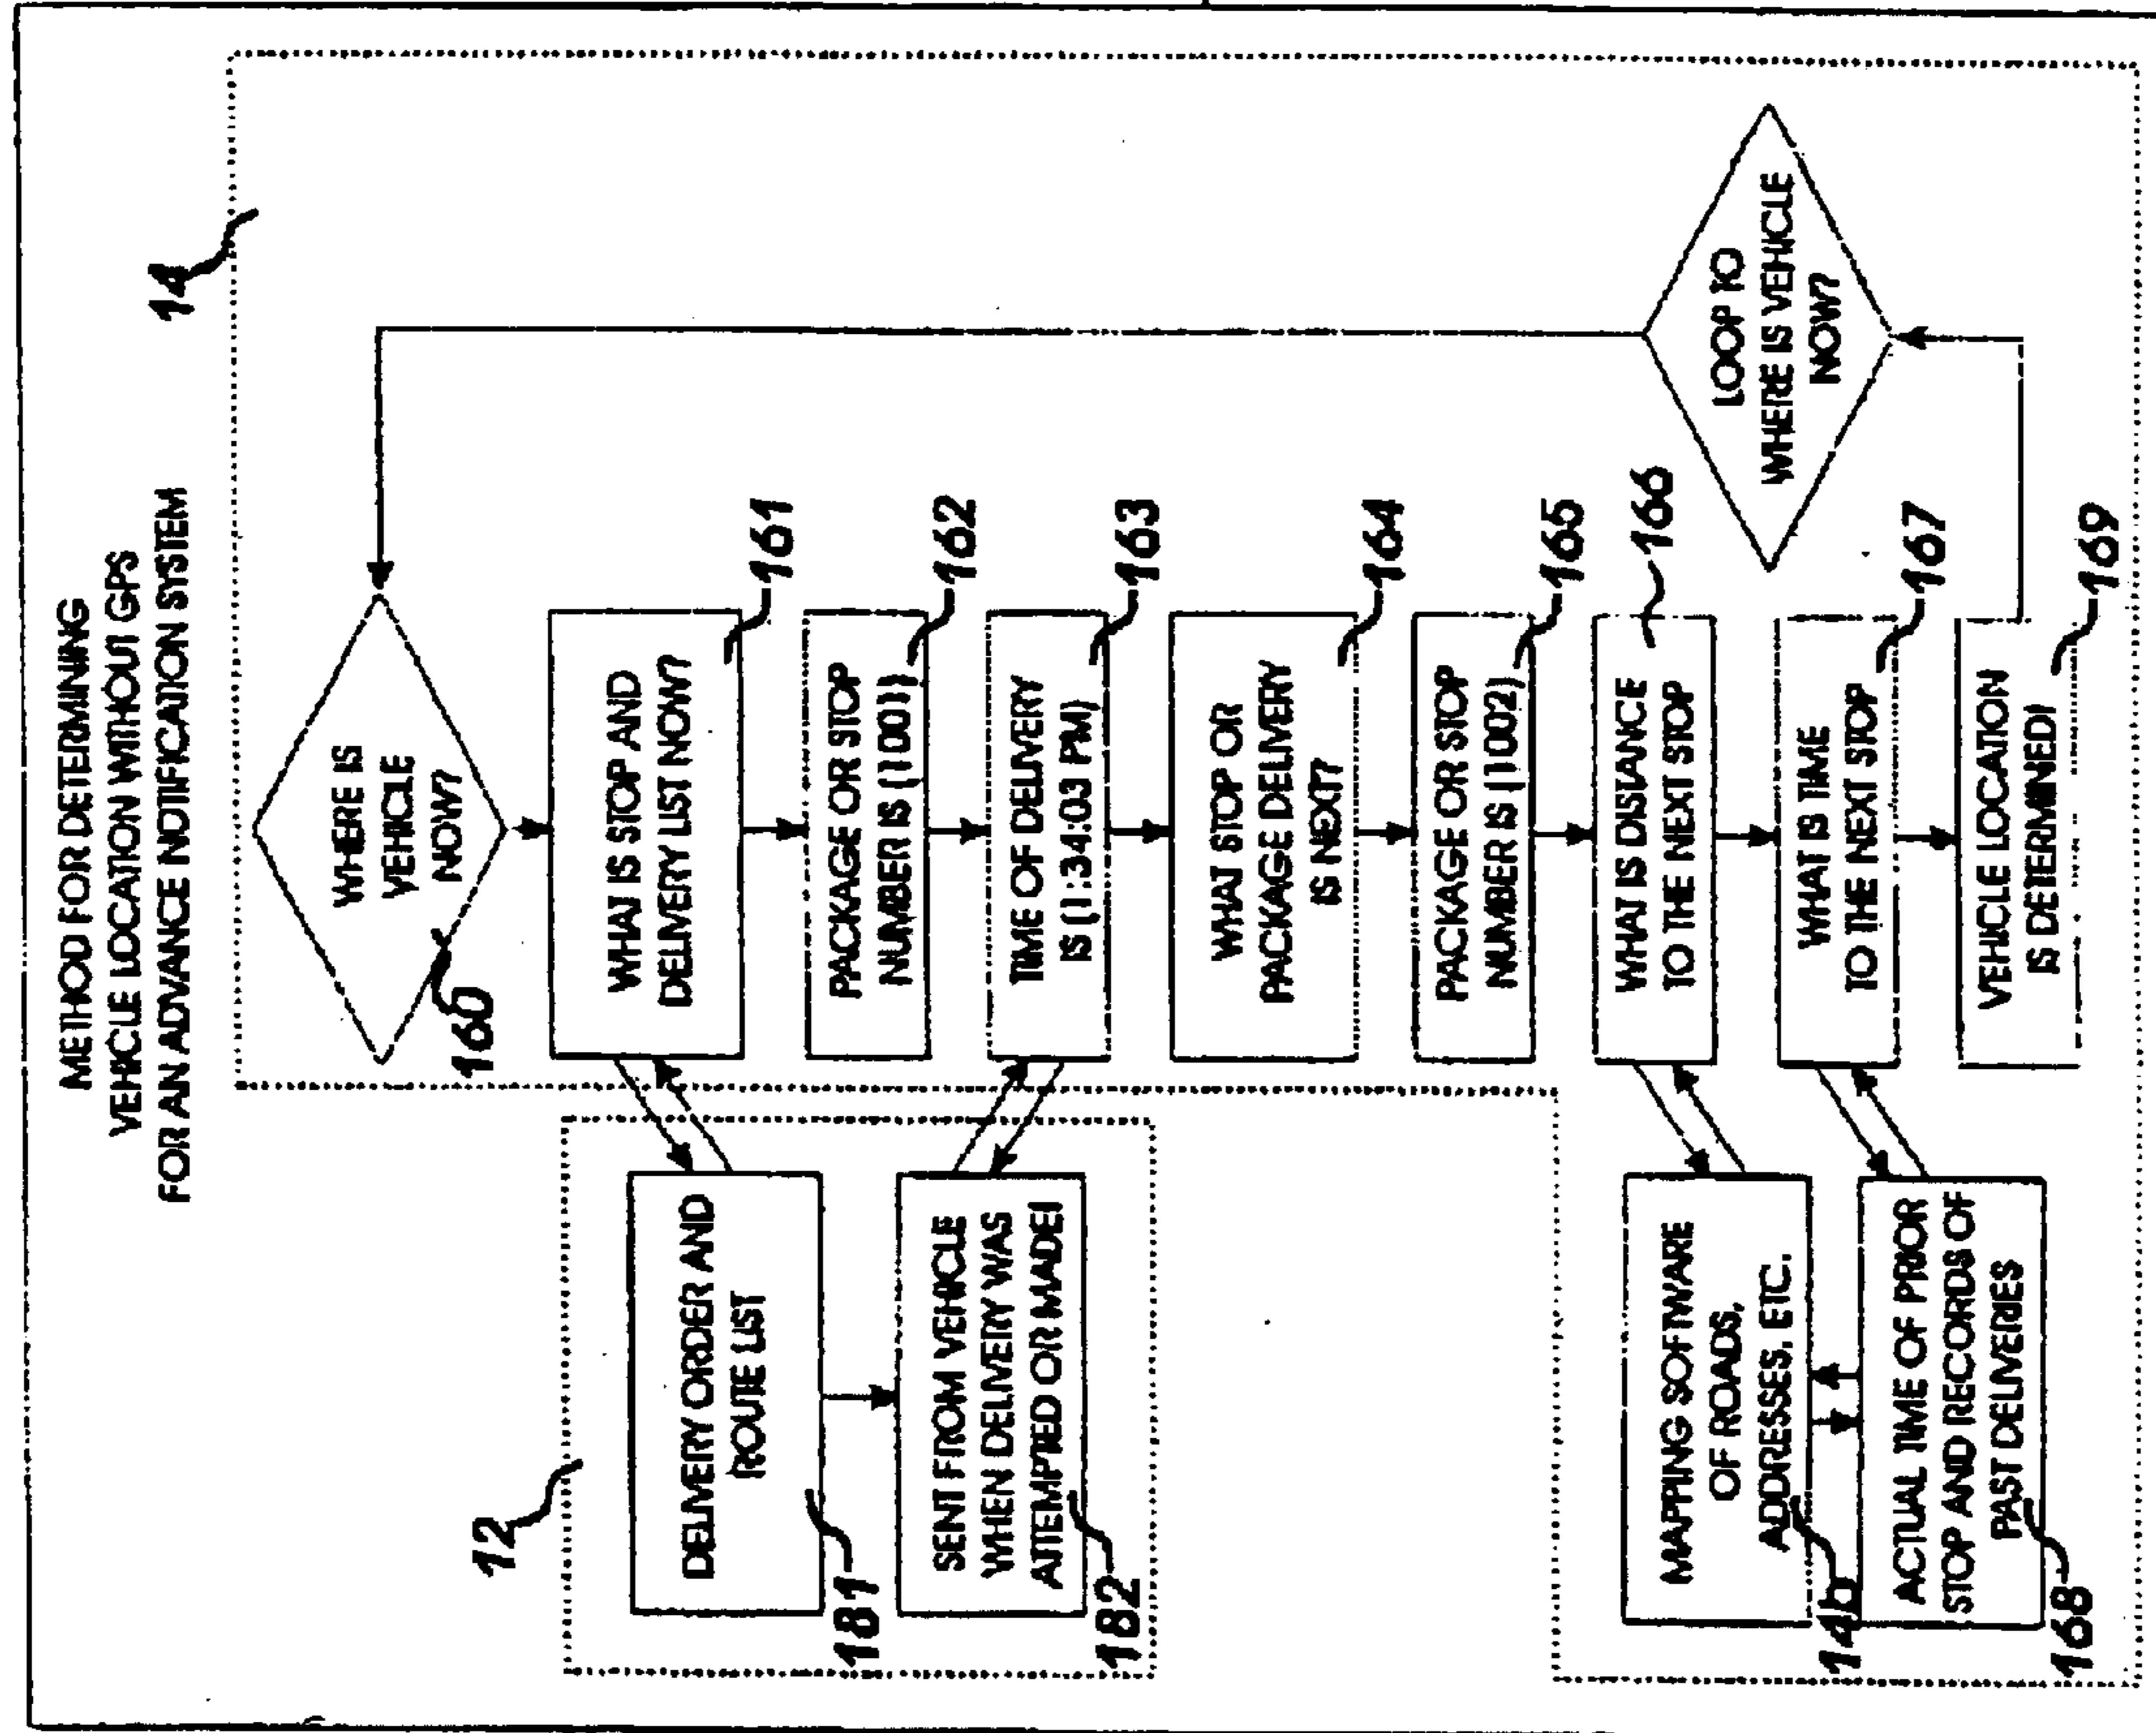 METHOD FOR DETERMINING
VEHICLE LOCATION WITHOUT GPS
FOR AN ADVANCE NOTIFICATION SYSTEM
14
WHERE IS
VEHICLE
NOW?
160
WHAT IS STOP AND
DELIVERY LIST NOW?
161
PACKAGE OR STOP
NUMBER IS (1001)
162
TIME OF DELIVERY
IS (1:34:03 PM)
163
WHAT STOP OR
PACKAGE DELIVERY
IS NEXT?
164
PACKAGE OR STOP
NUMBER IS (1002)
165
WHAT IS DISTANCE
TO THE NEXT STOP
166
WHAT IS TIME
TO THE NEXT STOP
167
VEHICLE LOCATION
IS DETERMINED!
169
LOOP TO
WHERE IS VEHICLE
NOW?
12
DELIVERY ORDER AND
ROUTE LIST
181
SENT FROM VEHICLE
WHEN DELIVERY WAS
ATTEMPTED OR MADE!
182
MAPPING SOFTWARE
OF ROADS,
ADDRESSES, ETC.
14b
ACTUAL TIME OF PRIOR
STOP AND RECORDS OF
PAST DELIVERIES
168